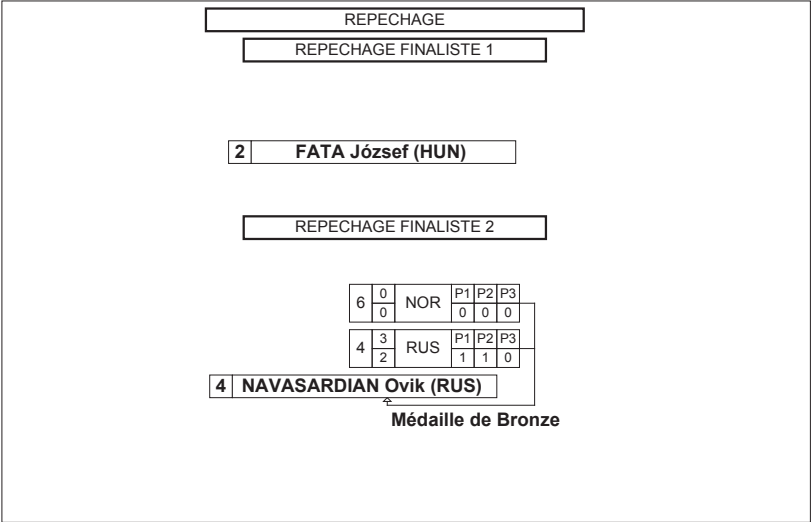 REPECHAGE
REPECHAGE FINALISTE 1
2 FATA József (HUN)
REPECHAGE FINALISTE 2
6 0 0 NOR P1 P2 P3
0 0 0
4 3 2 RUS P1 P2 P3
1 1 0
4 NAVASARDIAN Ovik (RUS)
Médaille de Bronze